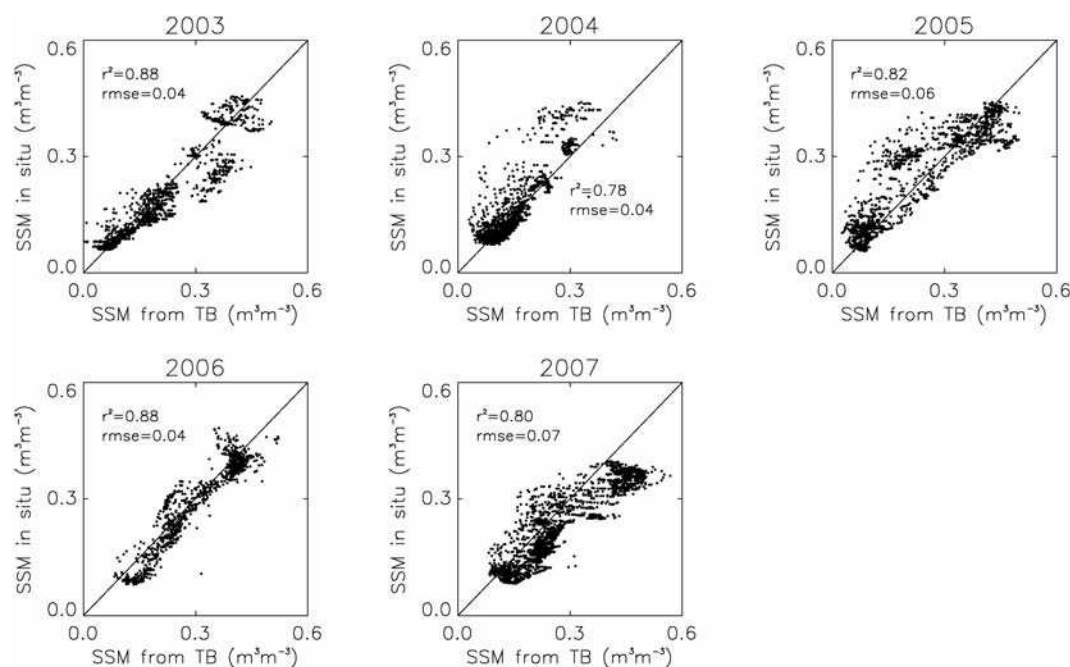 2003
0.6
r²=0.88
rmse=0.04
SSM in situ (m³m⁻³)
0.3
0.0
0.0 0.3 0.6
SSM from TB (m³m⁻³)
2004
0.6
SSM in situ (m³m⁻³)
0.3
r²=0.78
rmse=0.04
0.0
0.0 0.3 0.6
SSM from TB (m³m⁻³)
2005
0.6
r²=0.82
rmse=0.06
SSM in situ (m³m⁻³)
0.3
0.0
0.0 0.3 0.6
SSM from TB (m³m⁻³)
2006
0.6
r²=0.88
rmse=0.04
SSM in situ (m³m⁻³)
0.3
0.0
0.0 0.3 0.6
SSM from TB (m³m⁻³)
2007
0.6
r²=0.80
rmse=0.07
SSM in situ (m³m⁻³)
0.3
0.0
0.0 0.3 0.6
SSM from TB (m³m⁻³)